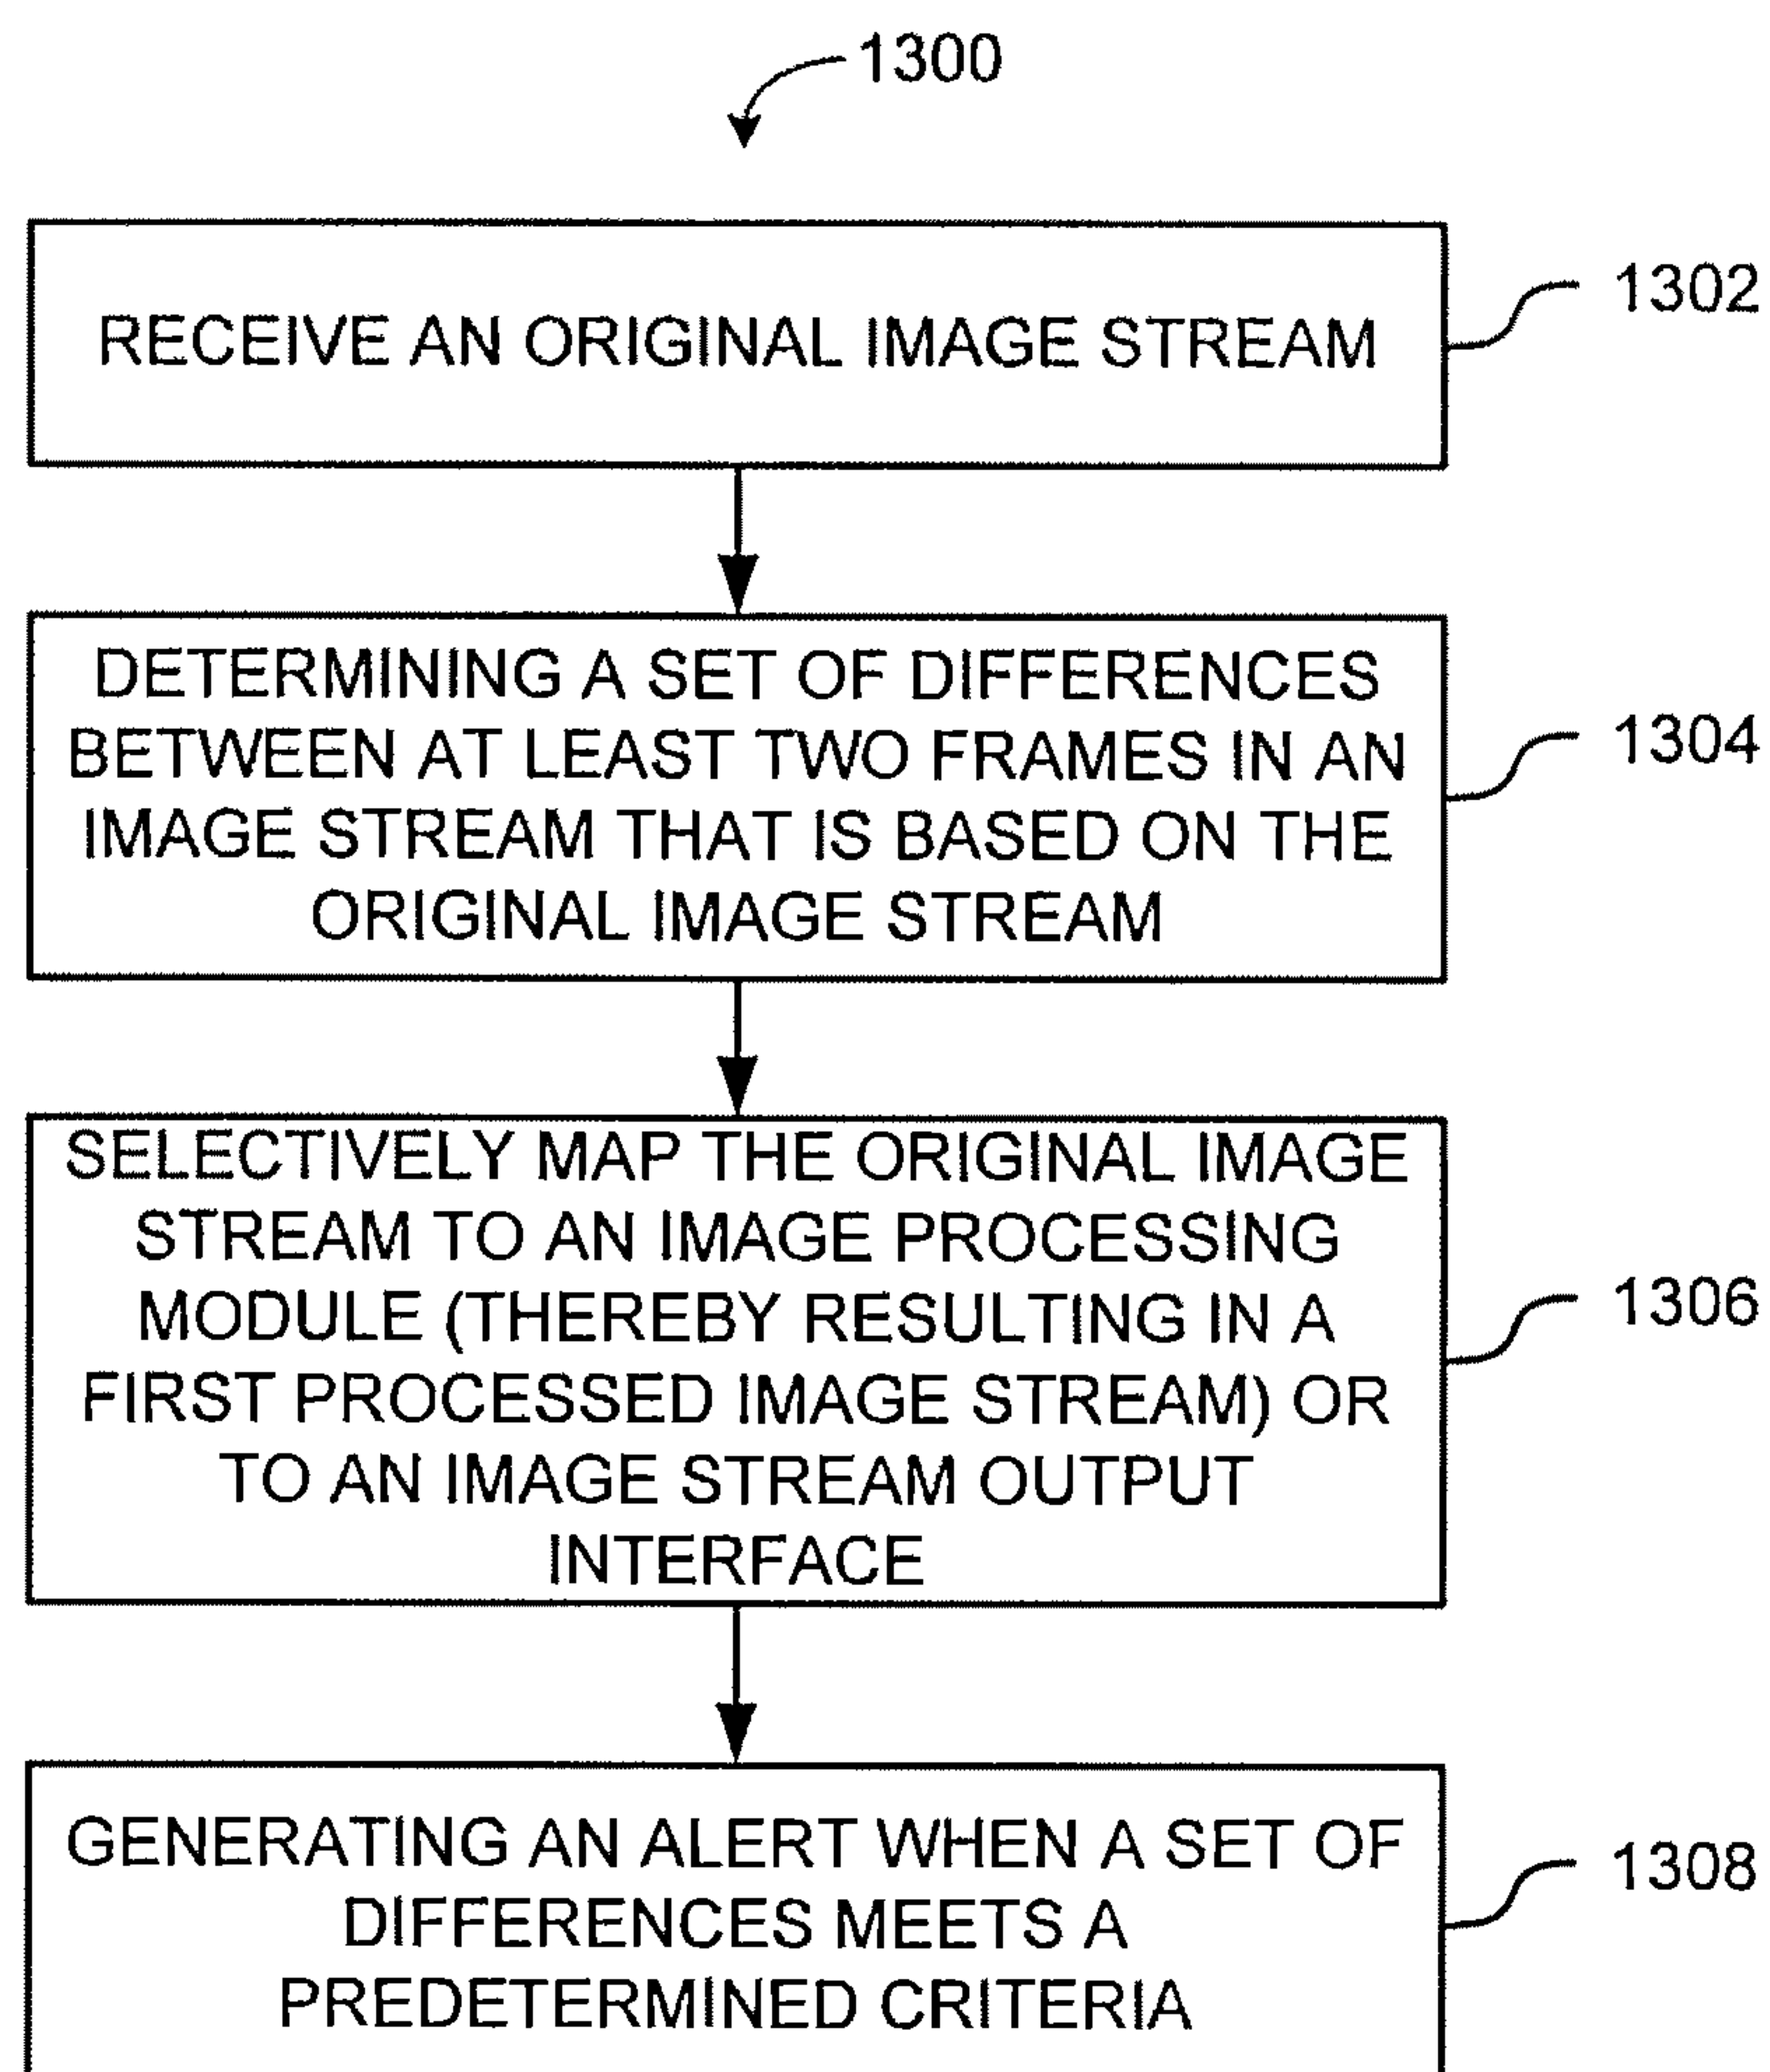 1300
RECEIVE AN ORIGINAL IMAGE STREAM
1302
DETERMINING A SET OF DIFFERENCES
BETWEEN AT LEAST TWO FRAMES IN AN
IMAGE STREAM THAT IS BASED ON THE
ORIGINAL IMAGE STREAM
1304
SELECTIVELY MAP THE ORIGINAL IMAGE
STREAM TO AN IMAGE PROCESSING
MODULE (THEREBY RESULTING IN A
FIRST PROCESSED IMAGE STREAM) OR
TO AN IMAGE STREAM OUTPUT
INTERFACE
1306
GENERATING AN ALERT WHEN A SET OF
DIFFERENCES MEETS A
PREDETERMINED CRITERIA
1308